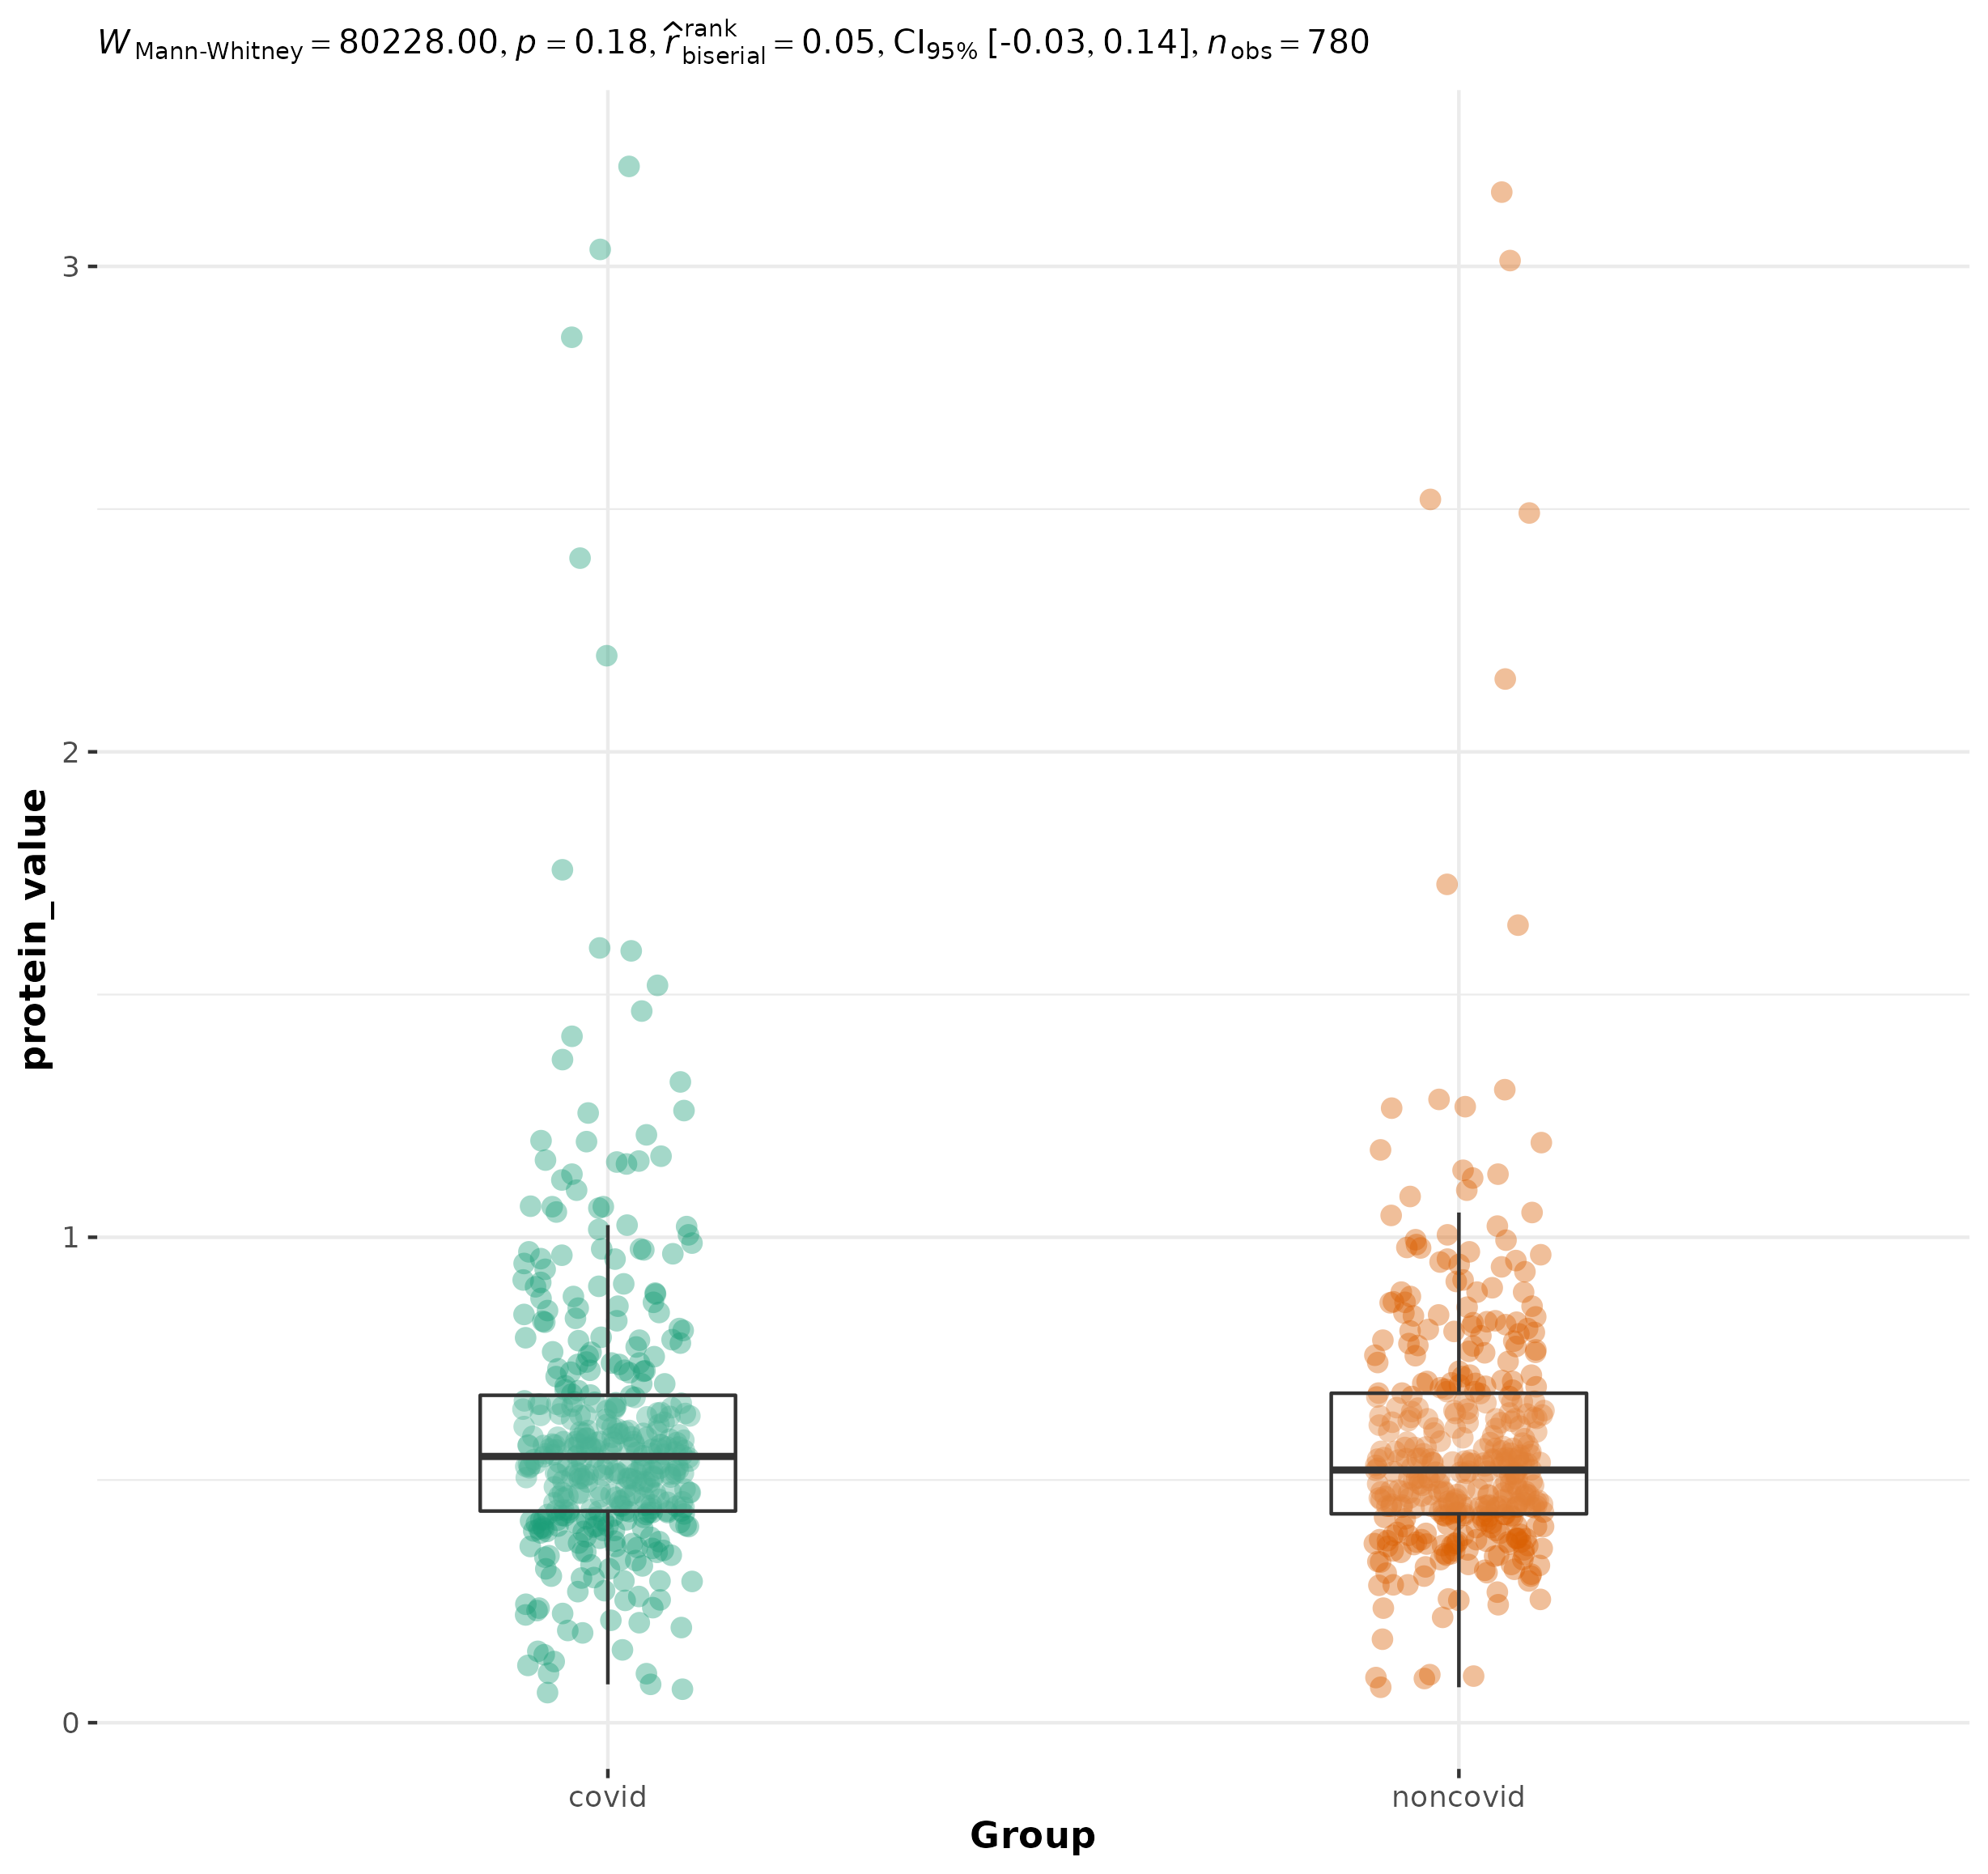 W Mann-Whitney = 80228.00, p = 0.18, r̂ rank biserial = 0.05, CI95% [-0.03, 0.14], nobs = 780
3
2
1
0
protein_value
covid noncovid
Group